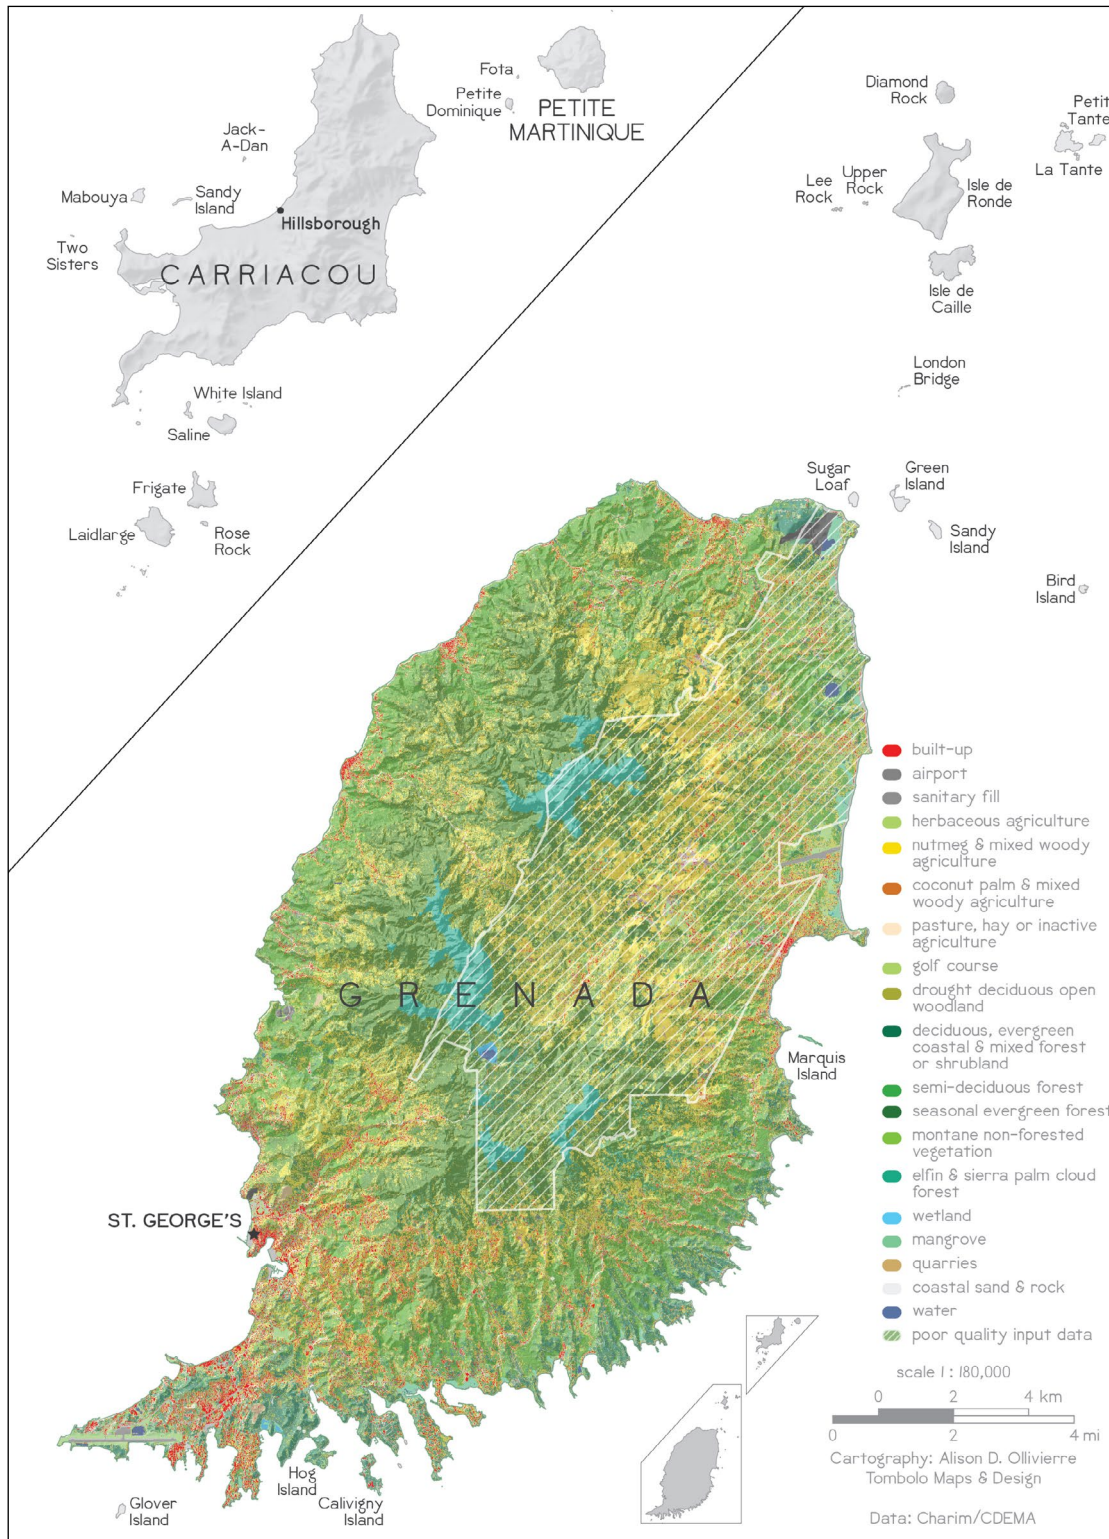 Fota
Petite
Dominique
PETITE
MARTINIQUE
Jack-
A-Dan
Mabouya
Sandy
Island
Hillsborough
Two
Sisters
CARRIACOU
White Island
Saline
Frigate
Laidlarge
Rose
Rock
Diamond
Rock
Petit
Tante
La Tante
Lee
Rock
Upper
Rock
Isle de
Ronde
Isle de
Caille
London
Bridge
Sugar
Loaf
Green
Island
Sandy
Island
Bird
Island
GRENADA
Marquis
Island
ST. GEORGE'S
Hog
Island
Calivigny
Island
Glover
Island
built-up
airport
sanitary fill
herbaceous agriculture
nutmeg & mixed woody
agriculture
coconut palm & mixed
woody agriculture
pasture, hay or inactive
agriculture
golf course
drought deciduous open
woodland
deciduous, evergreen
coastal & mixed forest
or shrubland
semi-deciduous forest
seasonal evergreen forest
montane non-forested
vegetation
elfin & sierra palm cloud
forest
wetland
mangrove
quarries
coastal sand & rock
water
poor quality input data
scale 1 : 180,000
0 2 4 km
0 2 4 mi
Cartography: Alison D. Ollivierre
Tombolo Maps & Design
Data: Charim/CDEMA